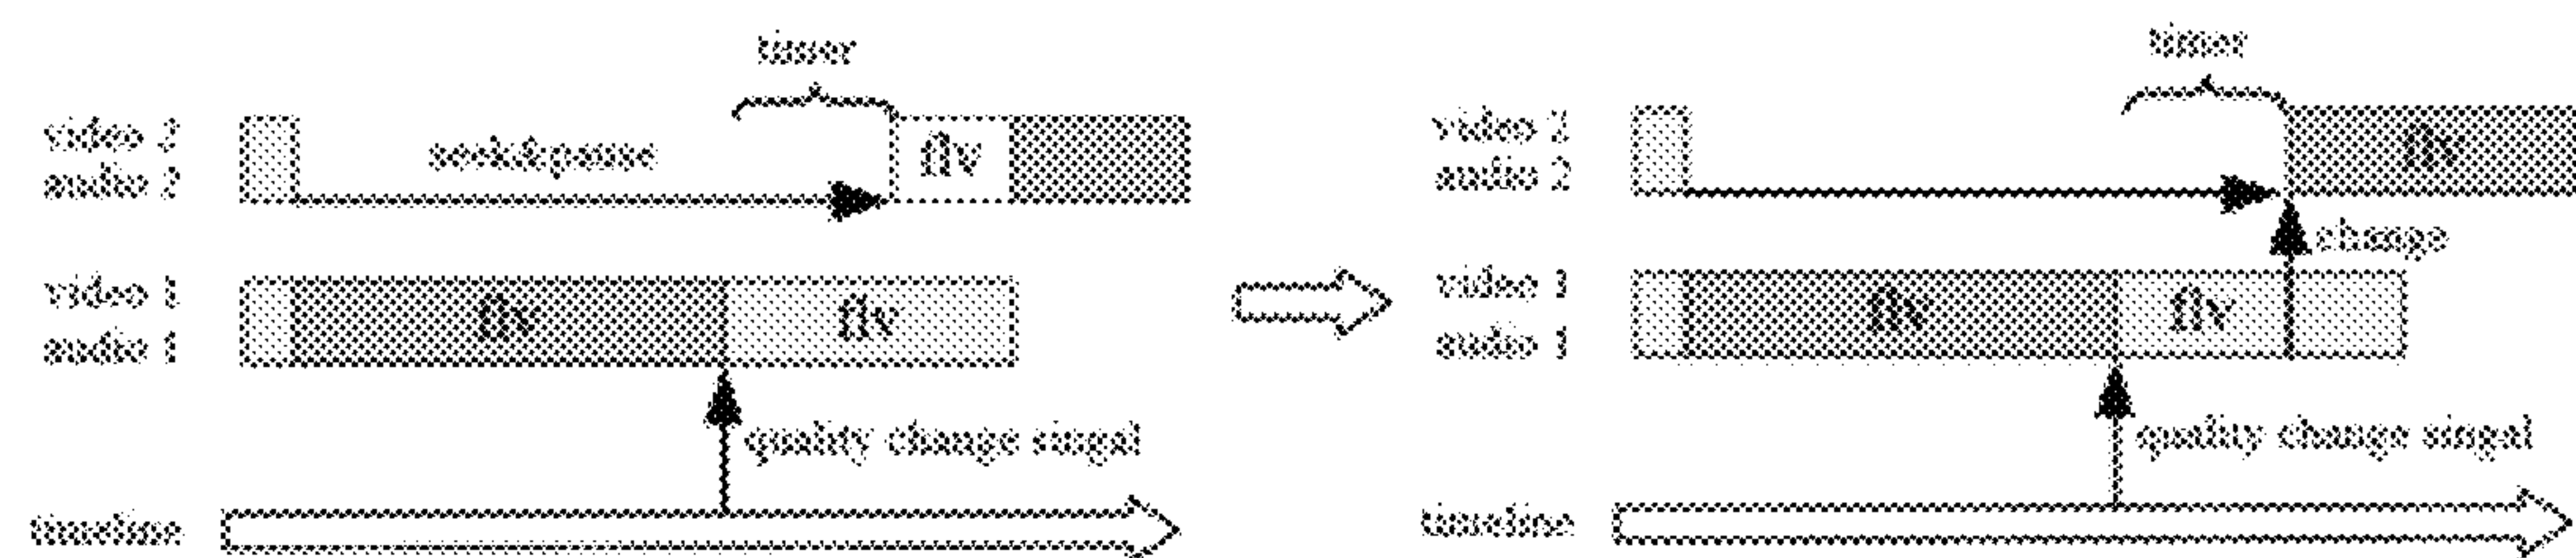 timer
video 2
audio 2
seek&pause
flv
video 1
audio 1
flv
flv
quality change singal
timeline
timer
video 2
audio 2
flv
change
video 1
audio 1
flv
flv
quality change singal
timeline